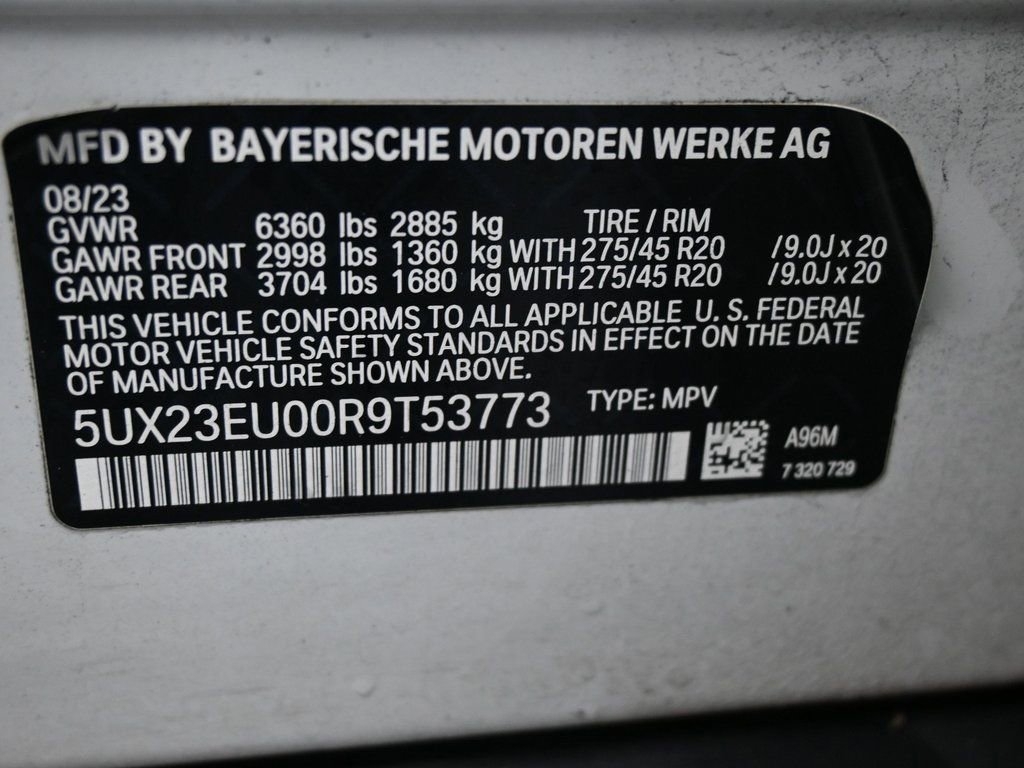 MFD BY BAYERISCHE MOTOREN WERKE AG
08/23
GVWR 6360 lbs 2885 kg TIRE / RIM
GAWR FRONT 2998 lbs 1360 kg WITH 275/45 R20 / 9.0J x 20
GAWR REAR 3704 lbs 1680 kg WITH 275/45 R20 / 9.0J x 20
THIS VEHICLE CONFORMS TO ALL APPLICABLE U. S. FEDERAL
MOTOR VEHICLE SAFETY STANDARDS IN EFFECT ON THE DATE
OF MANUFACTURE SHOWN ABOVE.
5UX23EU00R9T53773 TYPE: MPV
A96M
7 320 729